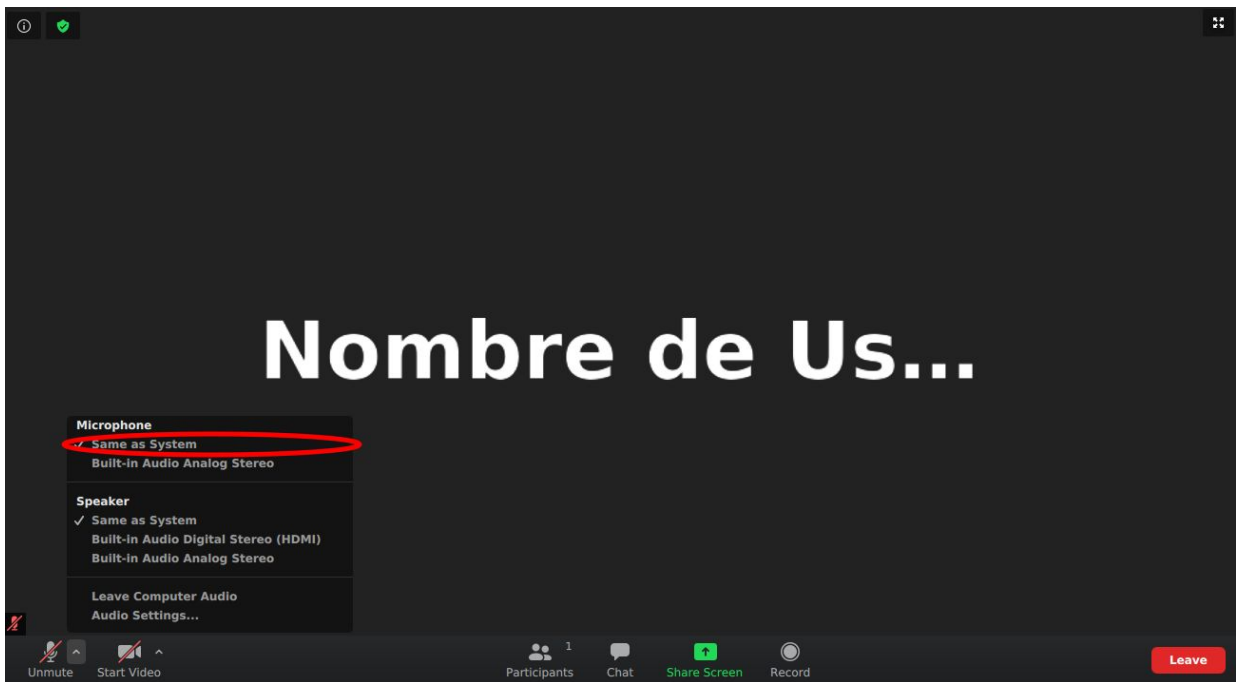 Nombre de Us...
Microphone
✓ Same as System
Built-in Audio Analog Stereo
Speaker
✓ Same as System
Built-in Audio Digital Stereo (HDMI)
Built-in Audio Analog Stereo
Leave Computer Audio
Audio Settings...
Unmute
Start Video
Participants 1
Chat
Share Screen
Record
Leave